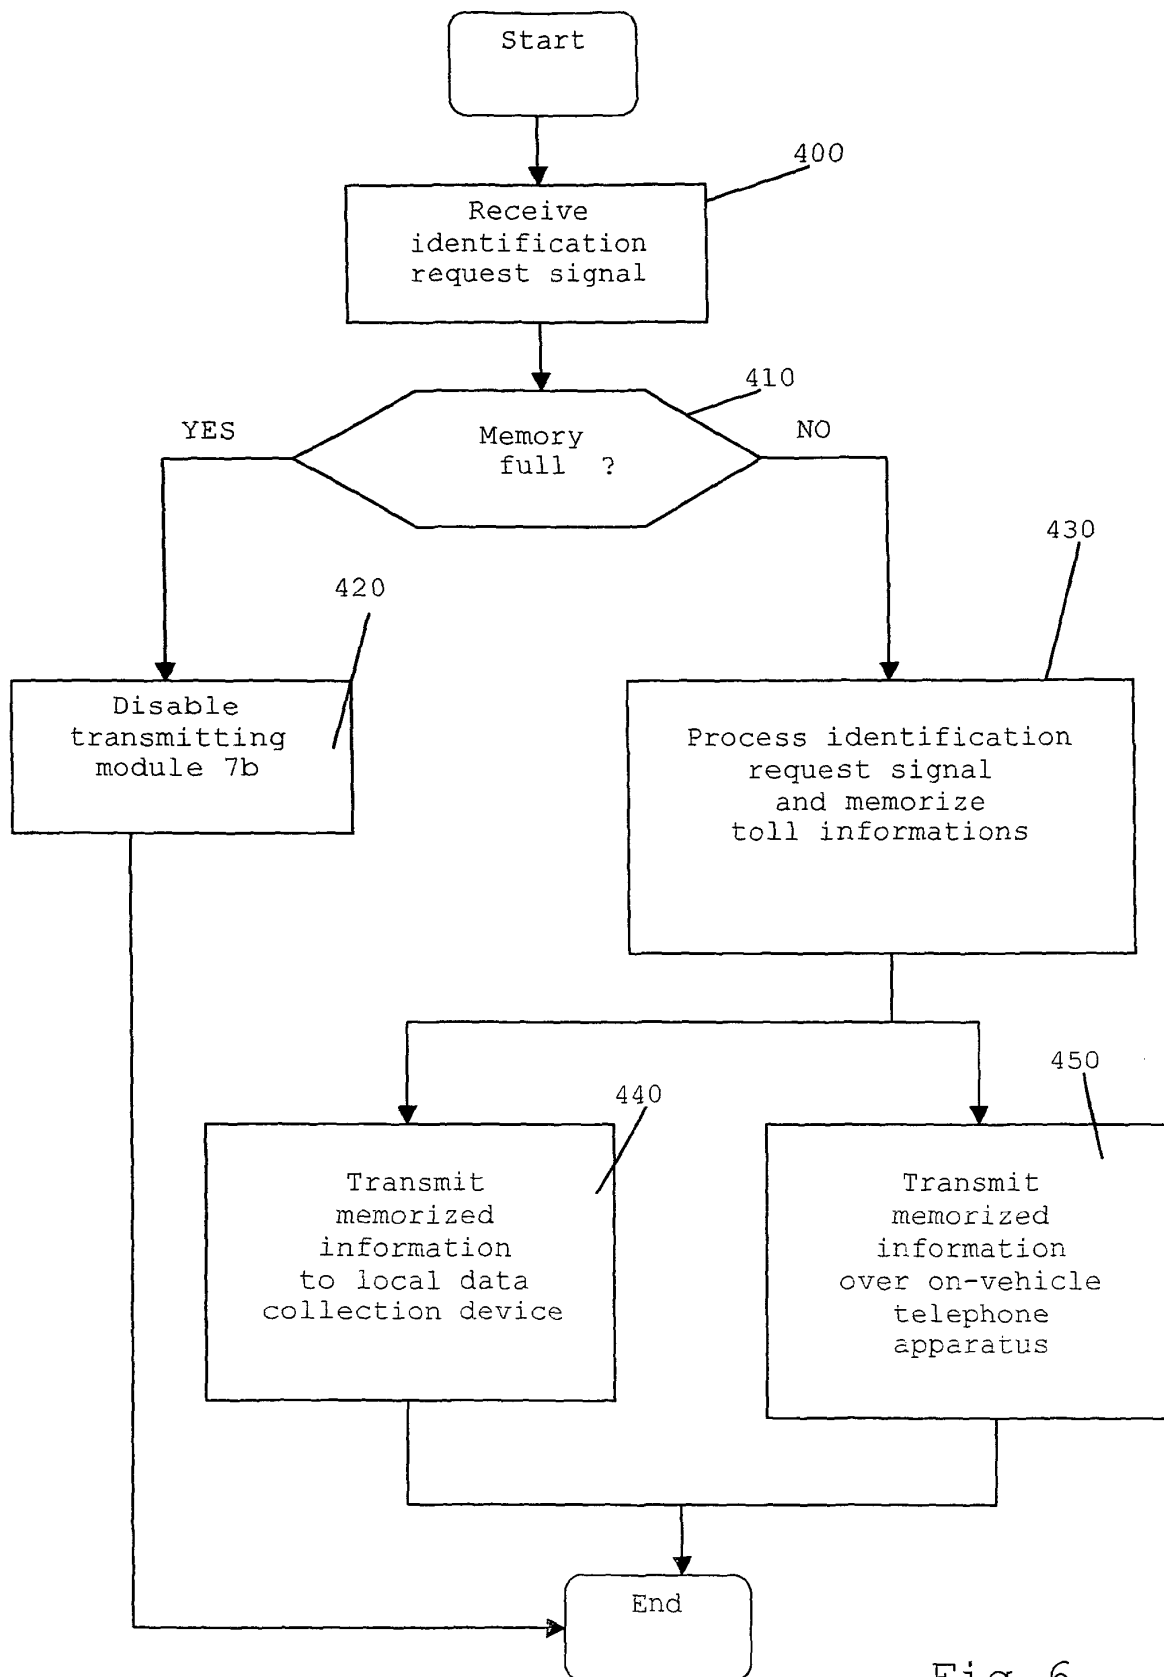 Start
400
Receive
identification
request signal
410
YES
Memory
full ?
NO
430
420
Disable
transmitting
module 7b
Process identification
request signal
and memorize
toll informations
450
440
Transmit
memorized
information
to local data
collection device
Transmit
memorized
information
over on-vehicle
telephone
apparatus
End
Fig 6